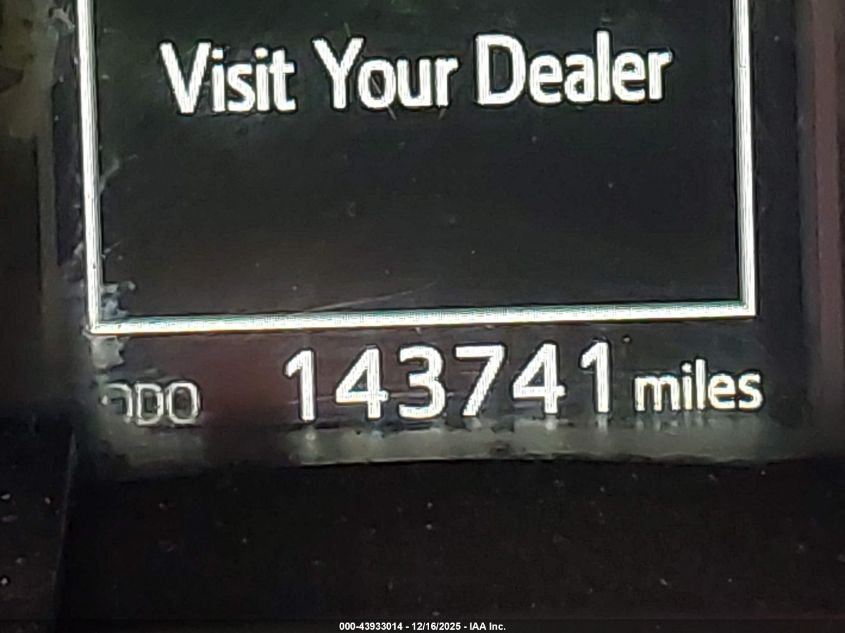 Visit Your Dealer
ODO 143741 miles
000-43933014 - 12/16/2025 - IAA Inc.